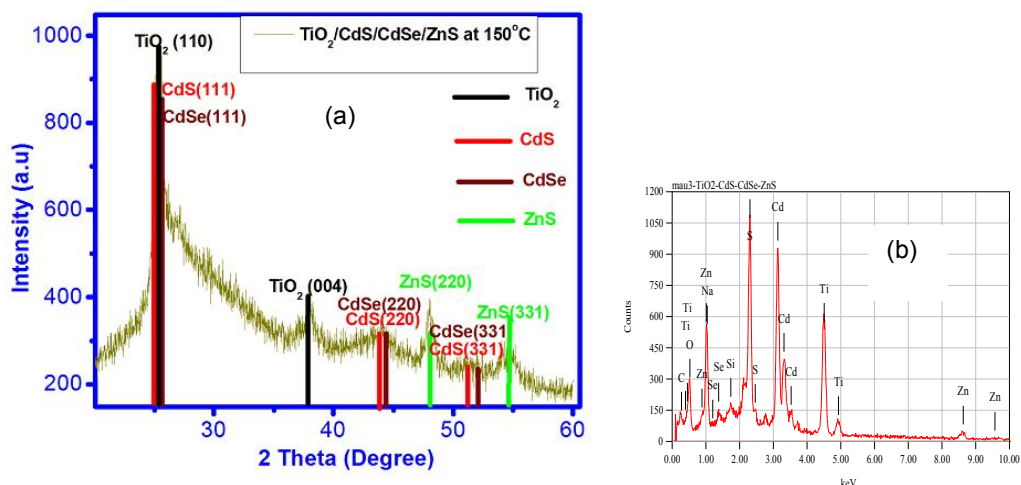 (a)
TiO2/CdS/CdSe/ZnS at 150°C
TiO2 (110)
CdS(111)
CdSe(111)
TiO2
CdS
CdSe
ZnS
TiO2 (004)
CdSe(220)
CdS(220)
ZnS(220)
CdSe(331
CdS(331)
ZnS(331)
1000
800
600
400
200
Intensity (a.u)
30
40
50
60
2 Theta (Degree)
mau3-TiO2-CdS-CdSe-ZnS
(b)
1200
1050
900
750
600
450
300
150
0
Counts
Ti
Ti
O
C
Zn
Na
Zn
Se
Se
Si
S
S
Cd
Cd
Cd
Ti
Ti
Zn
Zn
0.00 1.00 2.00 3.00 4.00 5.00 6.00 7.00 8.00 9.00 10.00
keV